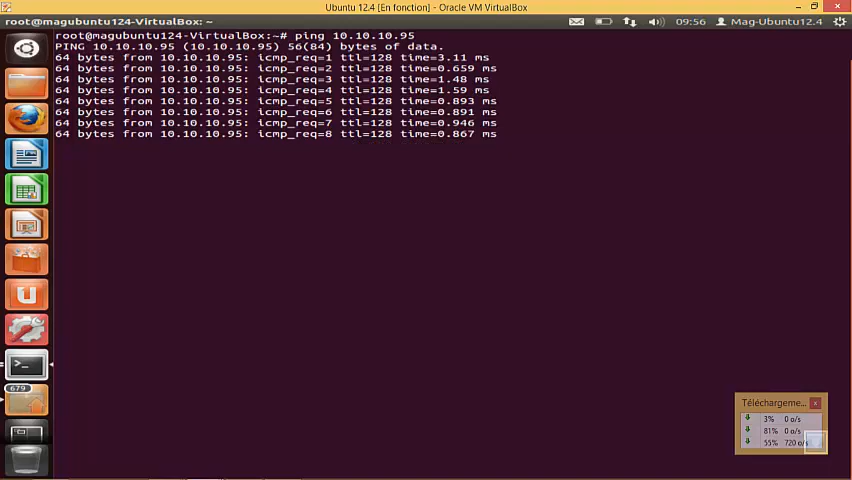 Ubuntu 12.4 [En fonction] - Oracle VM VirtualBox
root@magubuntu124-VirtualBox: ~
09:56
Mag-Ubuntu12.4
root@magubuntu124-VirtualBox:~# ping 10.10.10.95
PING 10.10.10.95 (10.10.10.95) 56(84) bytes of data.
64 bytes from 10.10.10.95: icmp_req=1 ttl=128 time=3.11 ms
64 bytes from 10.10.10.95: icmp_req=2 ttl=128 time=0.659 ms
64 bytes from 10.10.10.95: icmp_req=3 ttl=128 time=1.48 ms
64 bytes from 10.10.10.95: icmp_req=4 ttl=128 time=1.59 ms
64 bytes from 10.10.10.95: icmp_req=5 ttl=128 time=0.893 ms
64 bytes from 10.10.10.95: icmp_req=6 ttl=128 time=0.891 ms
64 bytes from 10.10.10.95: icmp_req=7 ttl=128 time=0.946 ms
64 bytes from 10.10.10.95: icmp_req=8 ttl=128 time=0.867 ms
679
Téléchargeme...
3% 0 o/s
81% 0 o/s
55% 720 o/s